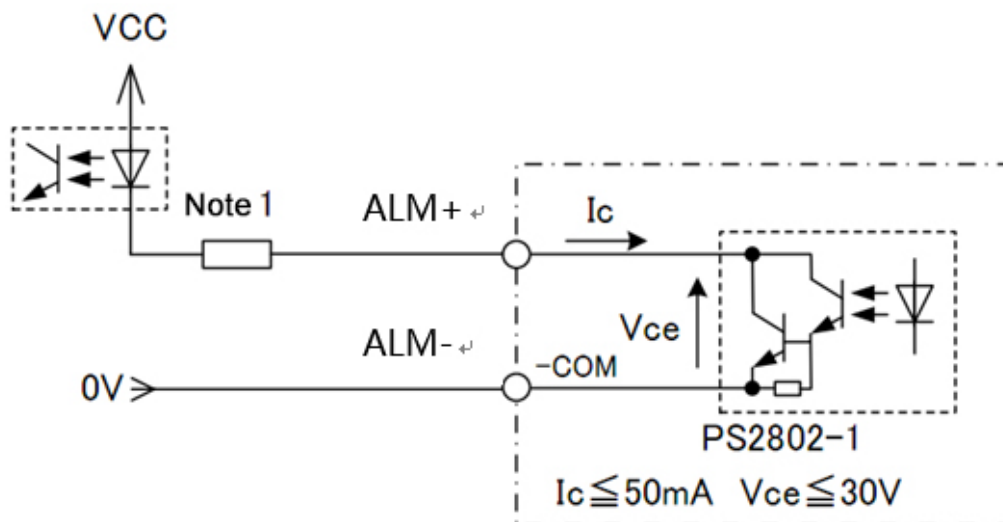 VCC
Note 1
ALM+ ↵
Ic
Vce
ALM- ↵
-COM
0V
PS2802-1
Ic≦50mA Vce≦30V